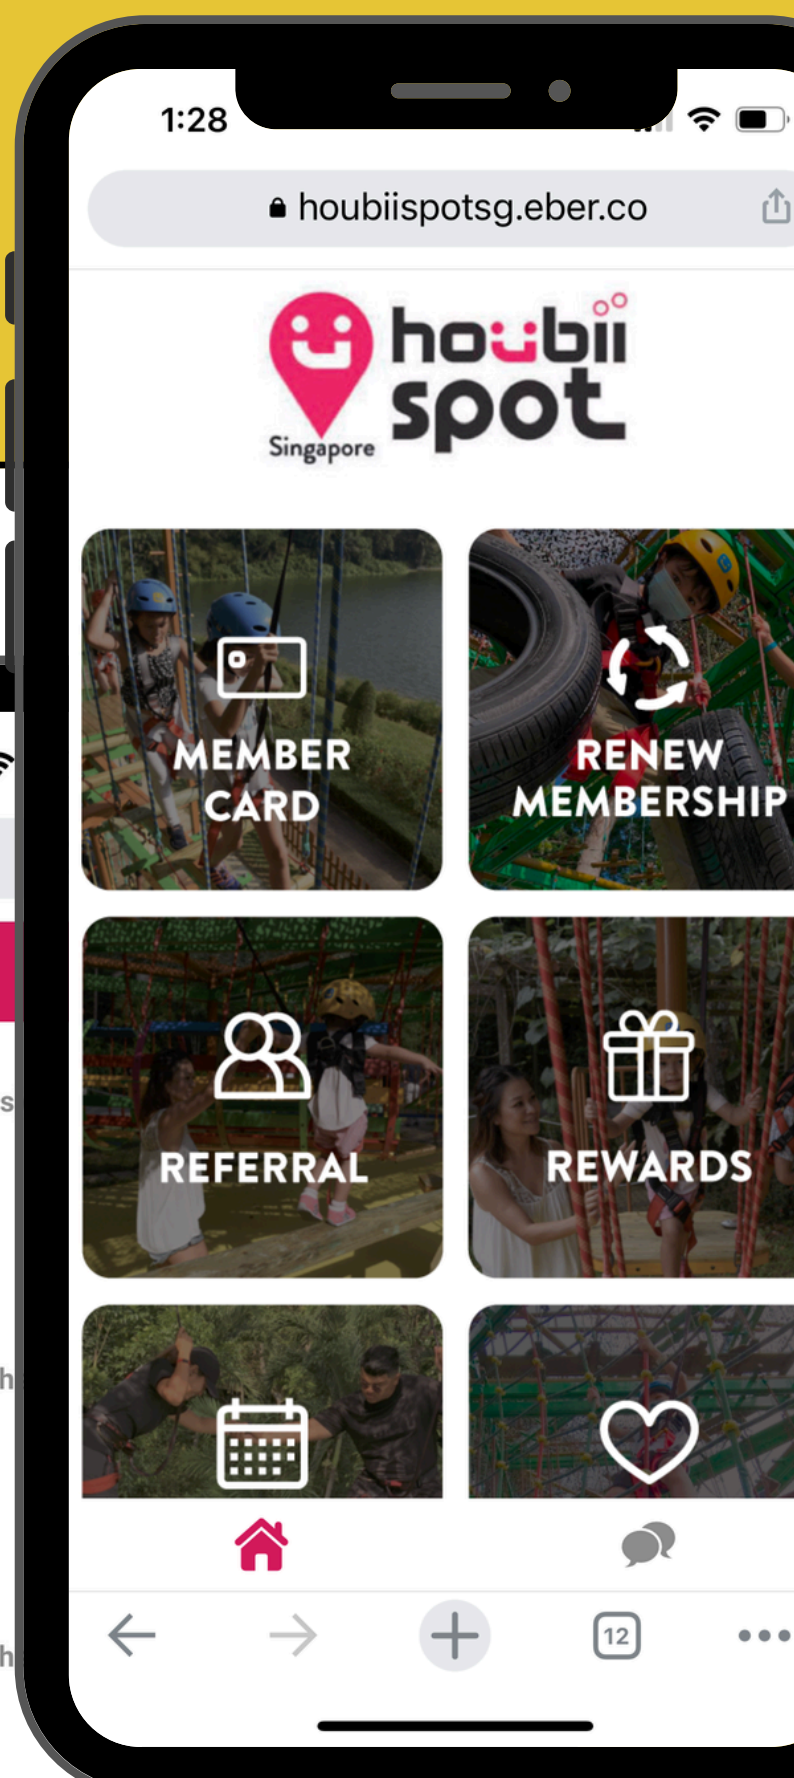 1:28
houbiispotsg.eber.co
houbii
spot
Singapore
MEMBER
CARD
RENEW
MEMBERSHIP
REFERRAL
REWARDS
s
h
h
12